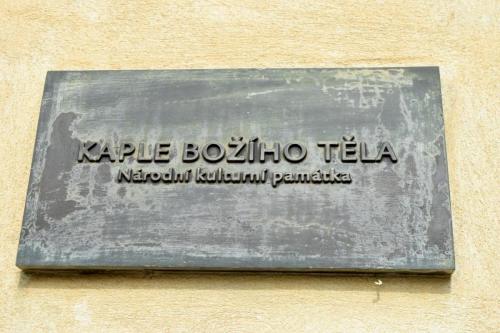 KAPLE BOŽÍHO TĚLA
Národní kulturní památka